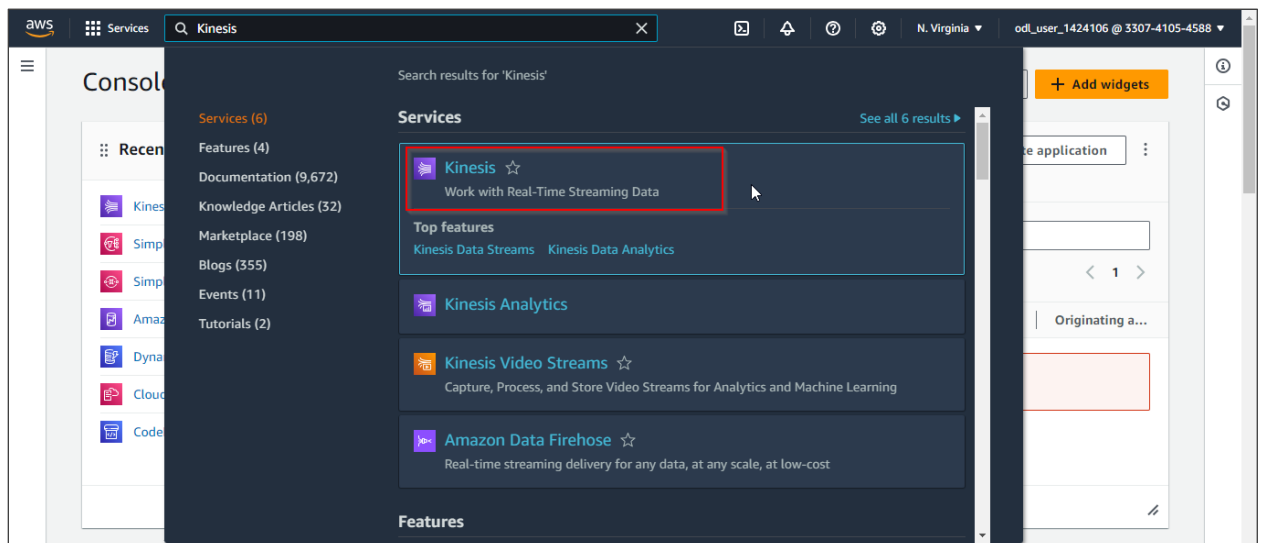 aws
Services
Kinesis
N. Virginia
odl_user_1424106 @ 3307-4105-4588
Search results for 'Kinesis'
Services (6)
Features (4)
Documentation (9,672)
Knowledge Articles (32)
Marketplace (198)
Blogs (355)
Events (11)
Tutorials (2)
Services
See all 6 results
Kinesis
Work with Real-Time Streaming Data
Top features
Kinesis Data Streams Kinesis Data Analytics
Kinesis Analytics
Kinesis Video Streams
Capture, Process, and Store Video Streams for Analytics and Machine Learning
Amazon Data Firehose
Real-time streaming delivery for any data, at any scale, at low-cost
Features
Consol
+ Add widgets
Recen
te application
Kines
Simp
Simp
Amaz
Dyna
Cloud
Code
1
Originating a...